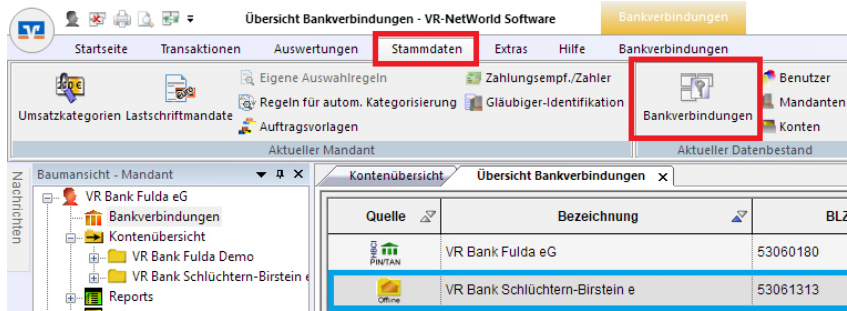 Übersicht Bankverbindungen - VR-NetWorld Software
Bankverbindungen
Startseite Transaktionen Auswertungen Stammdaten Extras Hilfe Bankverbindungen
Eigene Auswahlregeln Zahlungsempf./Zahler Benutzer
Regeln für autom. Kategorisierung Gläubiger-Identifikation Mandanten
Umsatzkategorien Lastschriftmandate Bankverbindungen
Auftragsvorlagen Konten
Aktueller Mandant Aktueller Datenbestand
Nachrichten
Baumansicht - Mandant
Kontenübersicht Übersicht Bankverbindungen x
VR Bank Fulda eG
Bankverbindungen
Kontenübersicht
VR Bank Fulda Demo
VR Bank Schlüchtern-Birstein e
Reports
Quelle Bezeichnung BLZ
PIN/TAN VR Bank Fulda eG 53060180
Offline VR Bank Schlüchtern-Birstein e 53061313